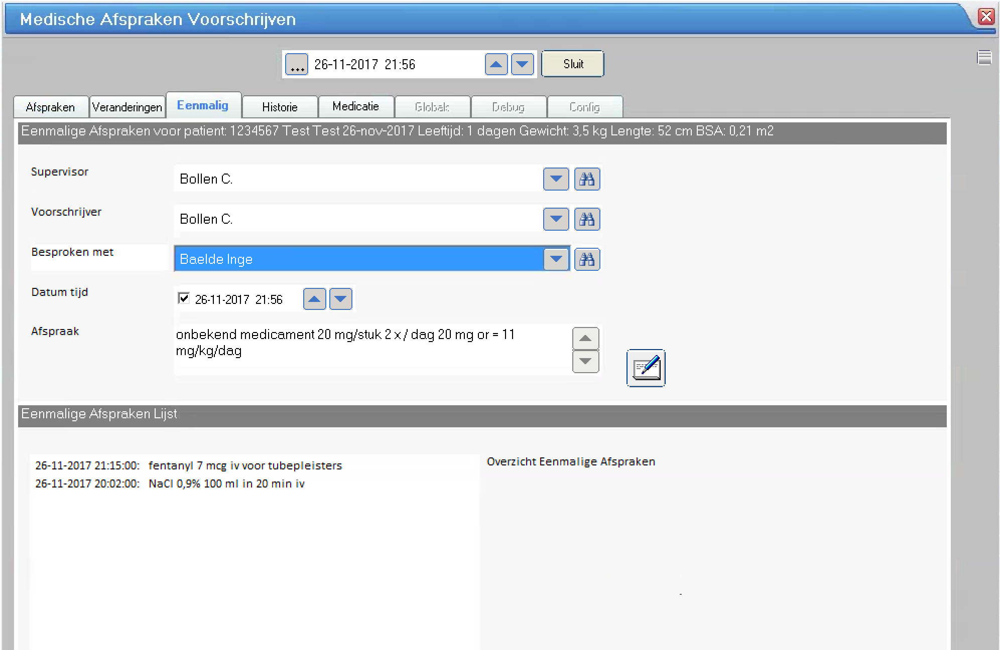 Medische Afspraken Voorschrijven
... 26-11-2017 21:56 Sluit
Afspraken Veranderingen Eenmalig Historie Medicatie Globals Debug Config
Eenmalige Afspraken voor patient: 1234567 Test Test 26-nov-2017 Leeftijd: 1 dagen Gewicht: 3,5 kg Lengte: 52 cm BSA: 0,21 m2
Supervisor Bollen C.
Voorschrijver Bollen C.
Besproken met Baelde Inge
Datum tijd 26-11-2017 21:56
Afspraak onbekend medicament 20 mg/stuk 2 x / dag 20 mg or = 11
mg/kg/dag
Eenmalige Afspraken Lijst
26-11-2017 21:15:00: fentanyl 7 mcg iv voor tubepleisters
26-11-2017 20:02:00: NaCl 0,9% 100 ml in 20 min iv
Overzicht Eenmalige Afspraken